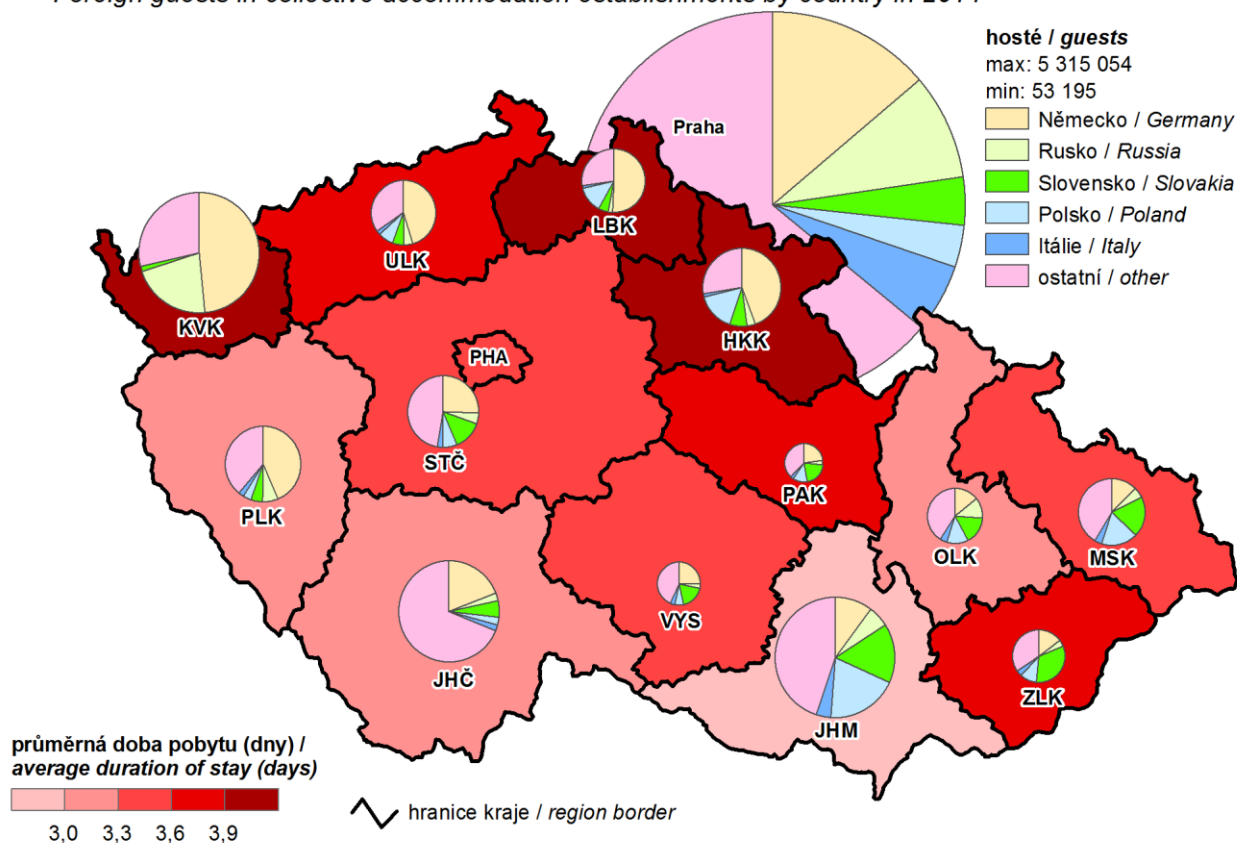 hosté / guests
max: 5 315 054
min: 53 195
Německo / Germany
Rusko / Russia
Slovensko / Slovakia
Polsko / Poland
Itálie / Italy
ostatní / other
Praha
LBK
ULK
KVK
HKK
PHA
STČ
PLK
PAK
OLK
MSK
VYS
JHČ
JHM
ZLK
průměrná doba pobytu (dny) /
average duration of stay (days)
3,0 3,3 3,6 3,9
hranice kraje / region border